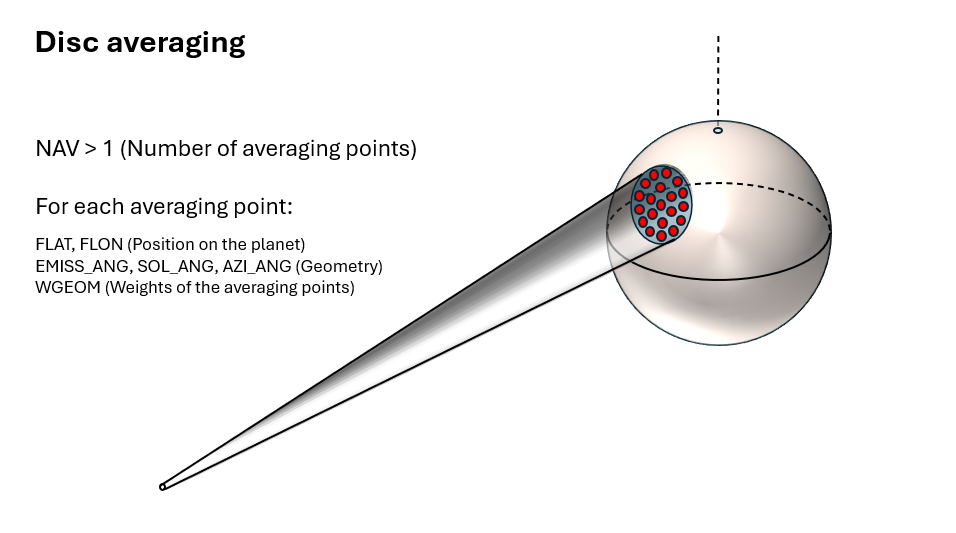 Disc averaging
NAV > 1 (Number of averaging points)
For each averaging point:
FLAT, FLON (Position on the planet)
EMISS_ANG, SOL_ANG, AZI_ANG (Geometry)
WGEOM (Weights of the averaging points)